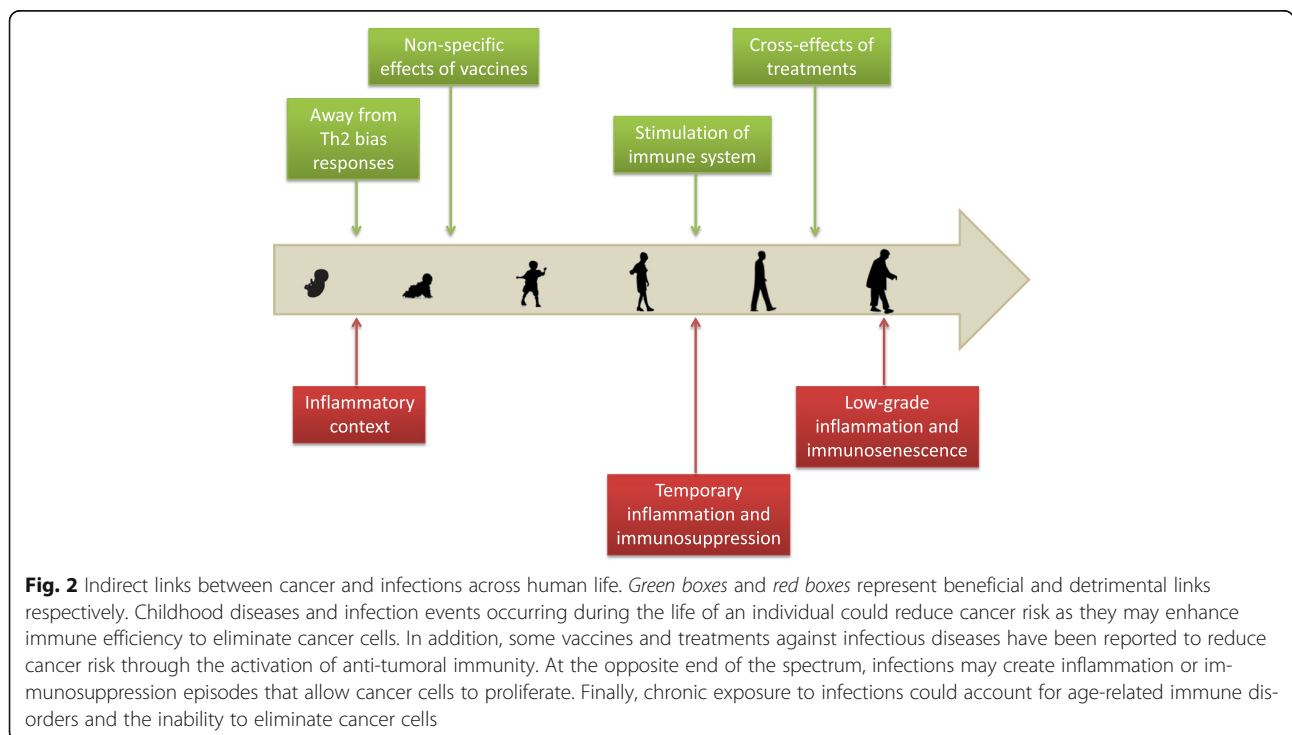 Non-specific
effects of vaccines
Cross-effects of
treatments
Away from
Th2 bias
responses
Stimulation of
immune system
Inflammatory
context
Low-grade
inflammation and
immunosenescence
Temporary
inflammation and
immunosuppression
Fig. 2 Indirect links between cancer and infections across human life. Green boxes and red boxes represent beneficial and detrimental links
respectively. Childhood diseases and infection events occurring during the life of an individual could reduce cancer risk as they may enhance
immune efficiency to eliminate cancer cells. In addition, some vaccines and treatments against infectious diseases have been reported to reduce
cancer risk through the activation of anti-tumoral immunity. At the opposite end of the spectrum, infections may create inflammation or im-
munosuppression episodes that allow cancer cells to proliferate. Finally, chronic exposure to infections could account for age-related immune dis-
orders and the inability to eliminate cancer cells